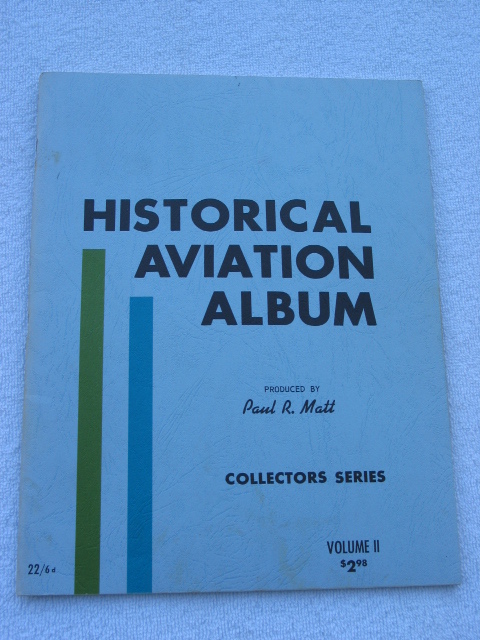 HISTORICAL
AVIATION
ALBUM
PRODUCED BY
Paul R. Matt
COLLECTORS SERIES
VOLUME II
$2.98
22/6d